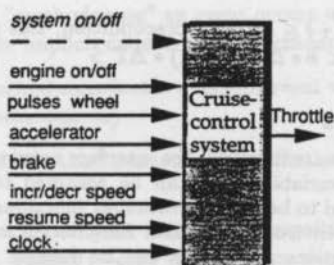 system on/off
engine on/off
pulses wheel
accelerator
brake
incr/decr speed
resume speed
clock
Cruise-
control
system
Throttle